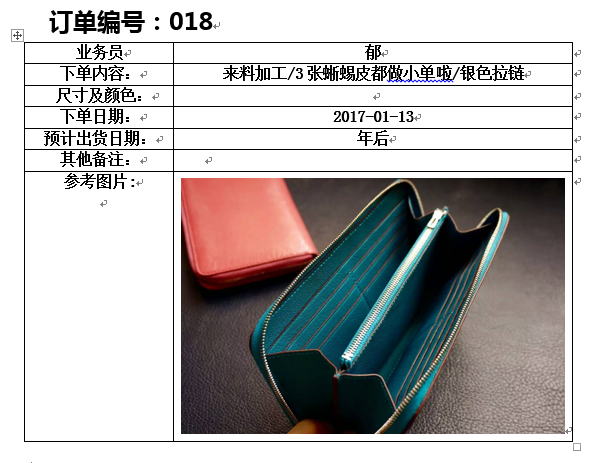 订单编号：018
业务员 郁
下单内容： 来料加工/3张蜥蜴皮都做小单啦/银色拉链
尺寸及颜色：
下单日期： 2017-01-13
预计出货日期： 年后
其他备注：
参考图片: